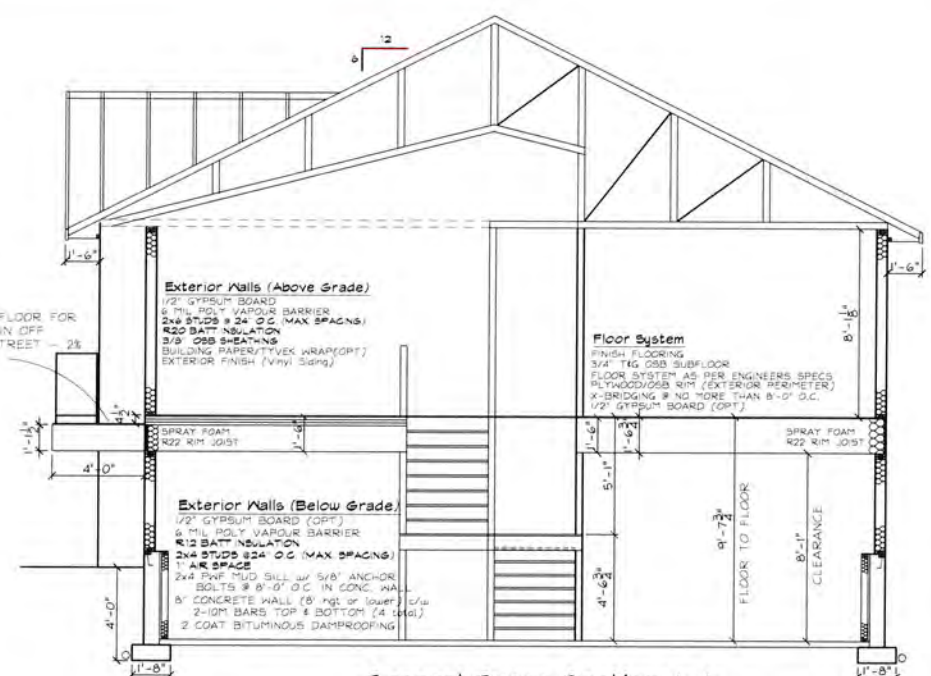 12
6
1'-6"
1'-6"
Exterior Walls (Above Grade)
1/2" GYPSUM BOARD
6 MIL POLY VAPOUR BARRIER
2x6 STUDS @ 24" O.C. (MAX. SPACING)
R20 BATT INSULATION
3/8" OSB SHEATHING
BUILDING PAPER/TYVEK WRAP(OPT)
EXTERIOR FINISH (Vinyl Siding)
FLOOR FOR
IN OFF
TREET - 2%
Floor System
FINISH FLOORING
3/4" T&G OSB SUBFLOOR
FLOOR SYSTEM AS PER ENGINEERS SPECS
PLYWOOD/OSB RIM (EXTERIOR PERIMETER)
X-BRIDGING @ NO MORE THAN 8'-0" O.C.
1/2" GYPSUM BOARD (OPT)
8'-1 1/8"
4 1/2"
1'-1 1/2"
4'-0"
SPRAY FOAM
R22 RIM JOIST
1'-6"
1'-6"
1'-6 3/4"
SPRAY FOAM
R22 RIM JOIST
Exterior Walls (Below Grade)
1/2" GYPSUM BOARD (OPT)
6 MIL POLY VAPOUR BARRIER
R12 BATT INSULATION
2x4 STUDS @24" O.C. (MAX. SPACING)
1" AIR SPACE
2x4 PWF MUD SILL w/ 5/8" ANCHOR
BOLTS @ 8'-0" O.C. IN CONC. WALL
8" CONCRETE WALL (8' hgt or lower) c/w
2-10M BARS TOP & BOTTOM (4 total)
2 COAT BITUMINOUS DAMPROOFING
5'-1"
4'-6 3/4"
9'-7 3/4"
FLOOR TO FLOOR
8'-1"
CLEARANCE
4'-0"
1'-8"
1'-8"